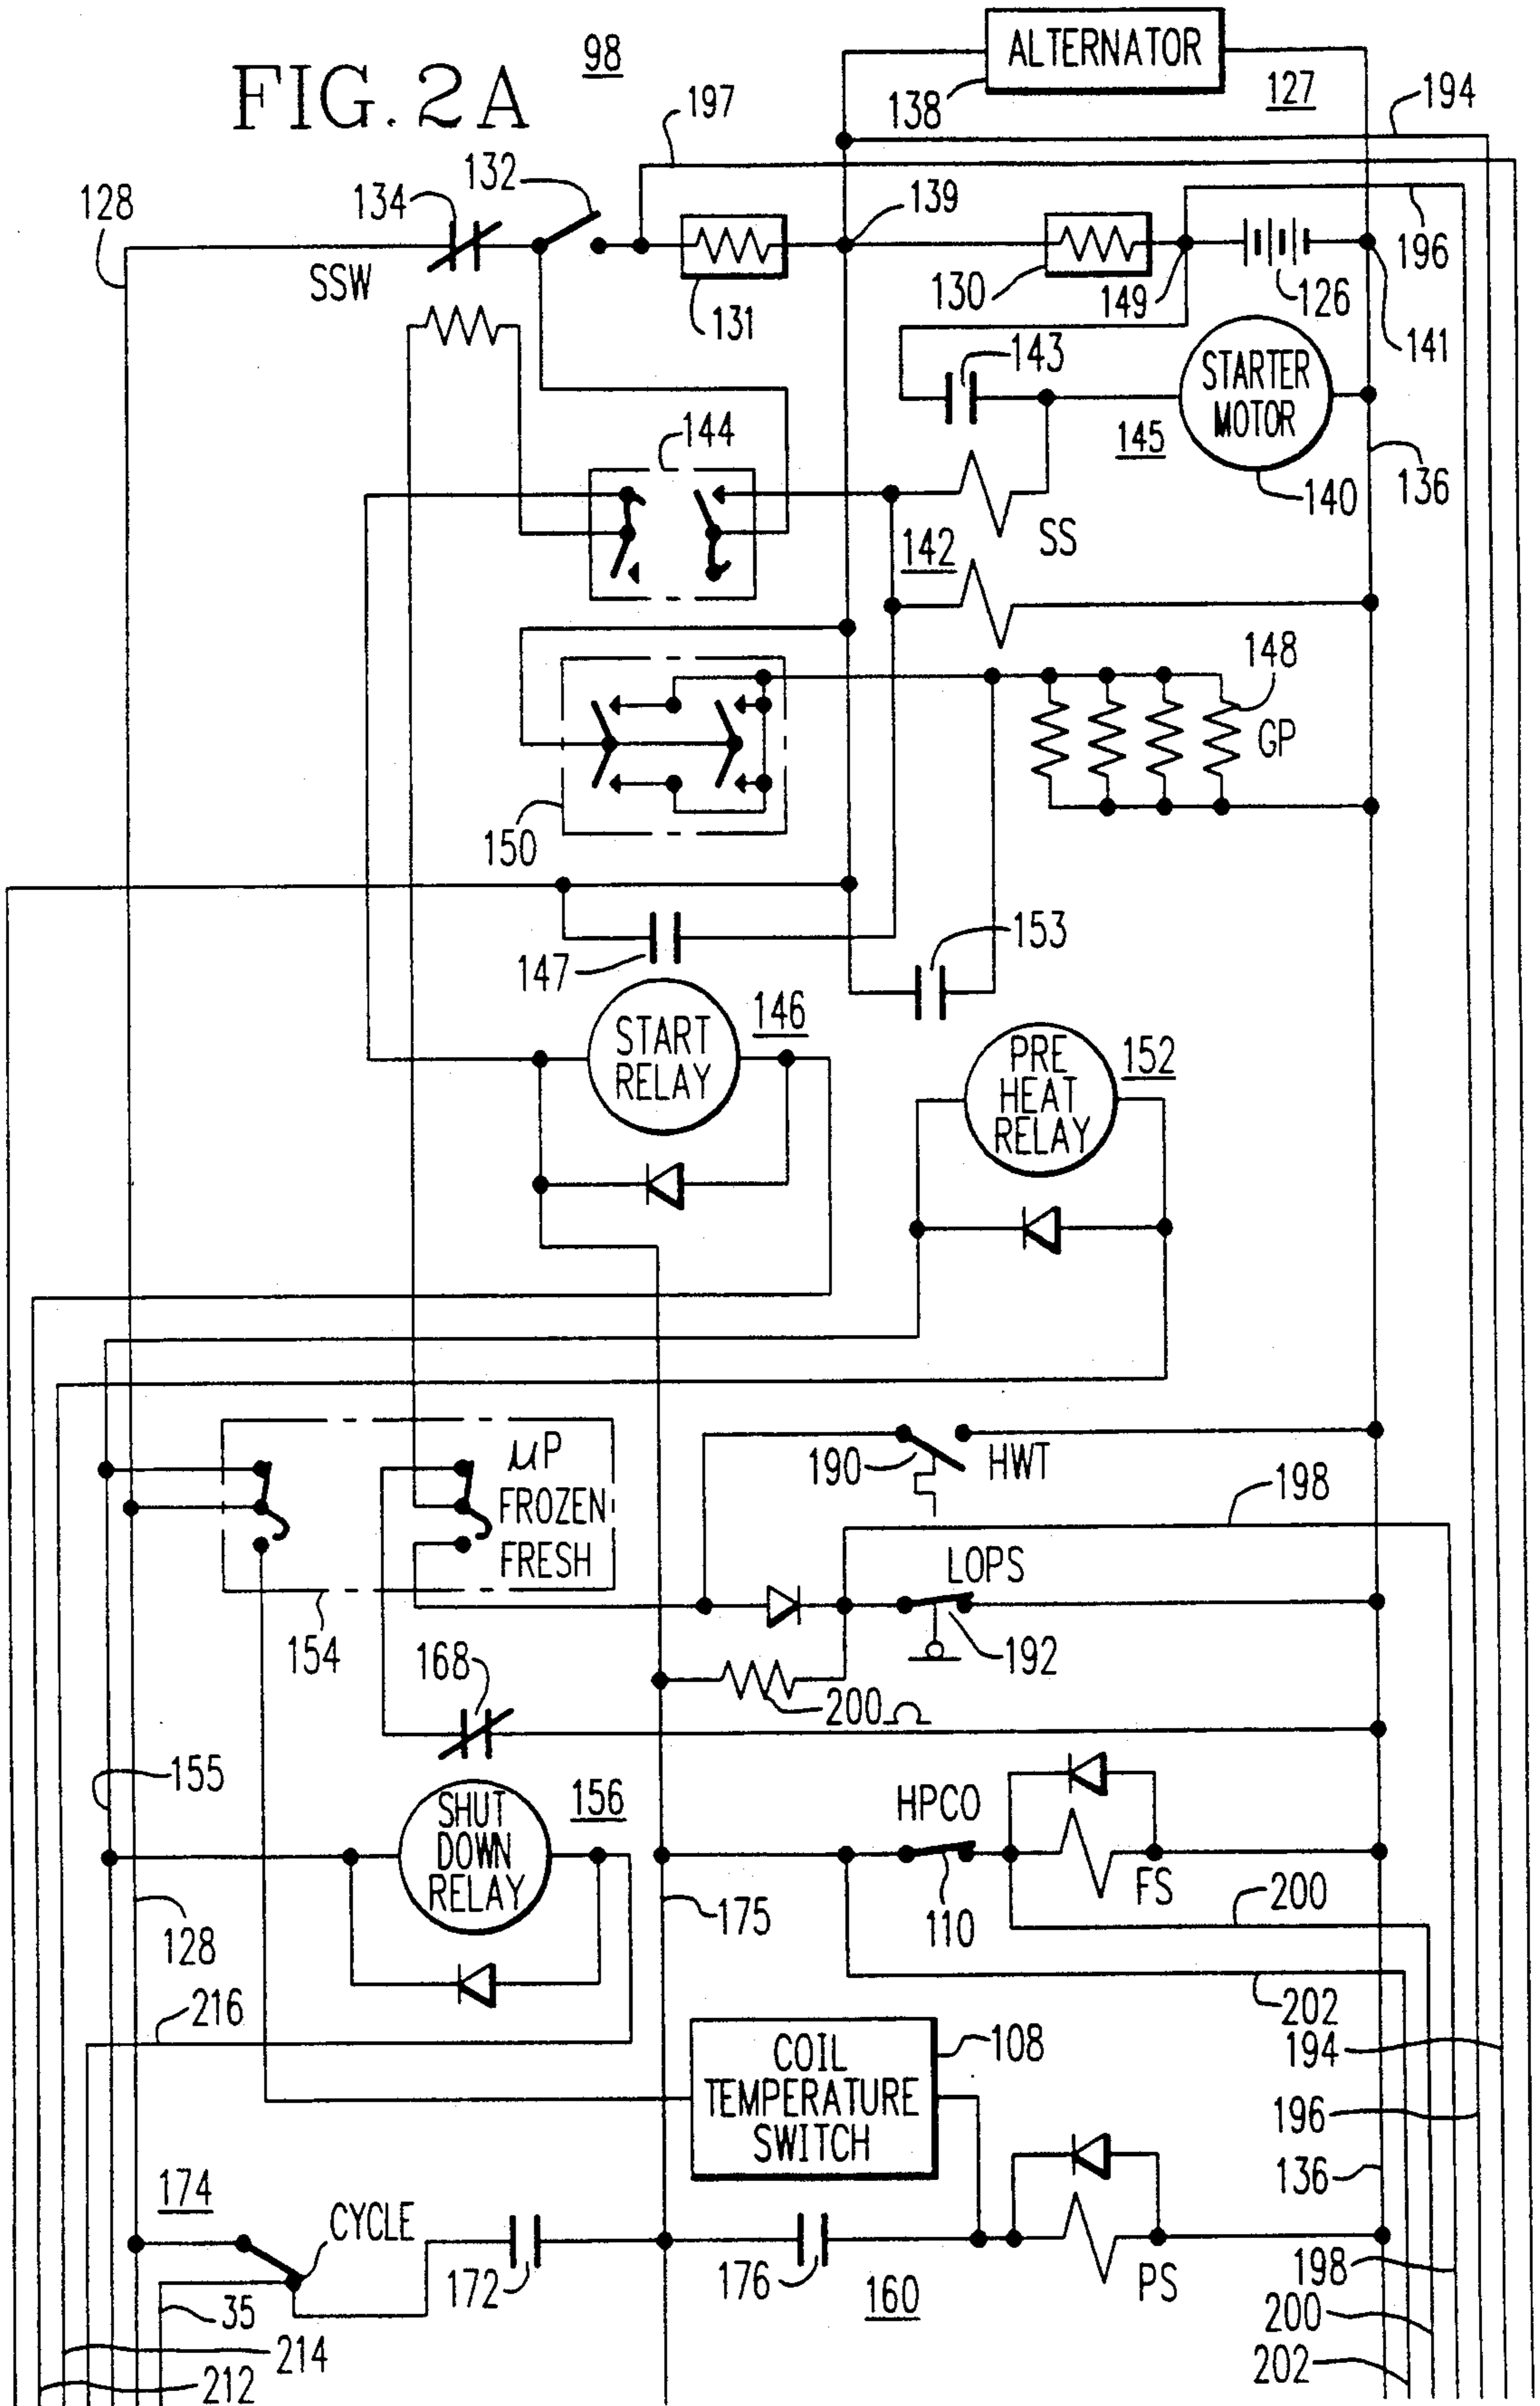 FIG. 2A
98
ALTERNATOR
138
127
194
197
132
134
128
139
SSW
131
130
149
126
196
141
143
STARTER
MOTOR
145
140
136
144
SS
142
148
GP
150
147
153
START
RELAY
146
PRE
HEAT
RELAY
152
μP
FROZEN
FRESH
190
HWT
198
LOPS
192
154
168
200Ω
155
SHUT
DOWN
RELAY
156
HPCO
110
FS
175
200
128
202
216
COIL
TEMPERATURE
SWITCH
108
194
196
136
174
CYCLE
172
176
160
PS
198
35
200
214
212
202